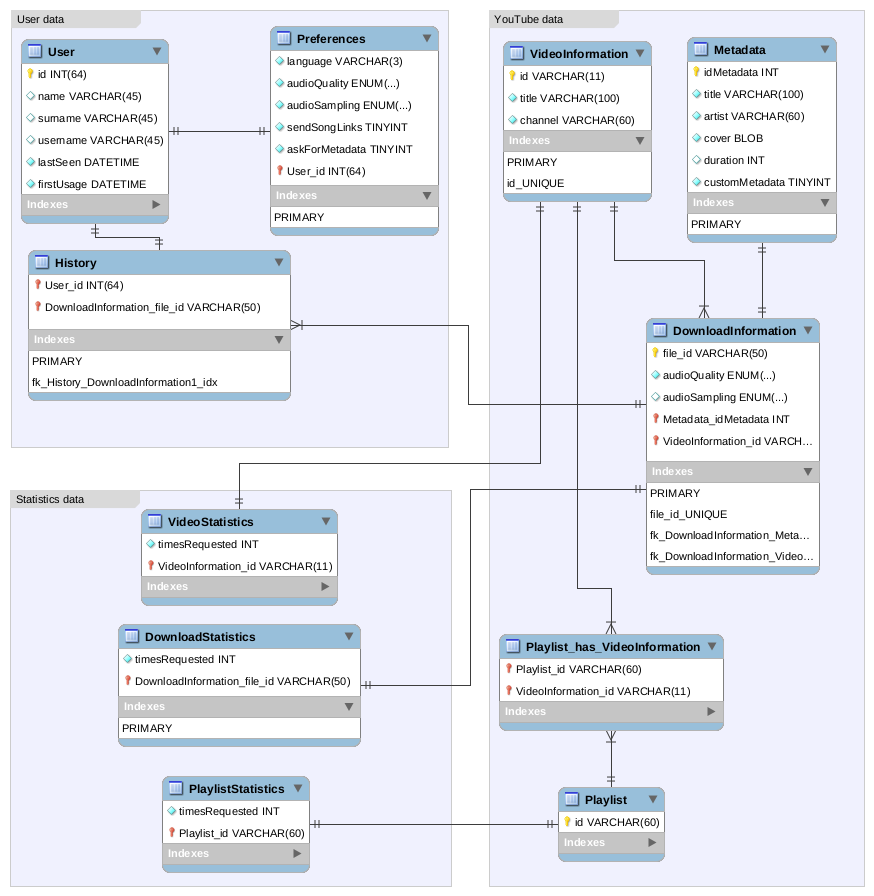 User data
User
id INT(64)
name VARCHAR(45)
surname VARCHAR(45)
username VARCHAR(45)
lastSeen DATETIME
firstUsage DATETIME
Indexes
Preferences
language VARCHAR(3)
audioQuality ENUM(...)
audioSampling ENUM(...)
sendSongLinks TINYINT
askForMetadata TINYINT
User_id INT(64)
Indexes
PRIMARY
History
User_id INT(64)
DownloadInformation_file_id VARCHAR(50)
Indexes
PRIMARY
fk_History_DownloadInformation1_idx
YouTube data
VideoInformation
id VARCHAR(11)
title VARCHAR(100)
channel VARCHAR(60)
Indexes
PRIMARY
id_UNIQUE
Metadata
idMetadata INT
title VARCHAR(100)
artist VARCHAR(60)
cover BLOB
duration INT
customMetadata TINYINT
Indexes
PRIMARY
DownloadInformation
file_id VARCHAR(50)
audioQuality ENUM(...)
audioSampling ENUM(...)
Metadata_idMetadata INT
VideoInformation_id VARCH...
Indexes
PRIMARY
file_id_UNIQUE
fk_DownloadInformation_Meta...
fk_DownloadInformation_Video...
Playlist_has_VideoInformation
Playlist_id VARCHAR(60)
VideoInformation_id VARCHAR(11)
Indexes
Playlist
id VARCHAR(60)
Indexes
Statistics data
VideoStatistics
timesRequested INT
VideoInformation_id VARCHAR(11)
Indexes
DownloadStatistics
timesRequested INT
DownloadInformation_file_id VARCHAR(50)
Indexes
PRIMARY
PlaylistStatistics
timesRequested INT
Playlist_id VARCHAR(60)
Indexes